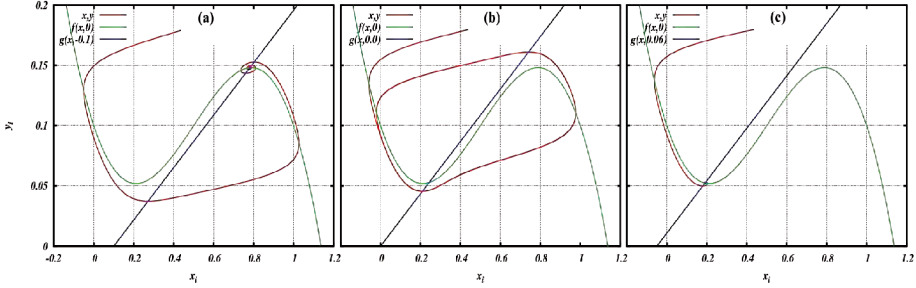 (a)
x,y
f(x,0)
g(x,-0.1)
(b)
x,y
f(x,0)
g(x,0.0)
(c)
x,y
f(x,0)
g(x,0.06)
0.2
0.15
0.1
0.05
0
y_i
-0.2 0 0.2 0.4 0.6 0.8 1 1.2
0 0.2 0.4 0.6 0.8 1 1.2
0 0.2 0.4 0.6 0.8 1 1.2
x_i x_i x_i